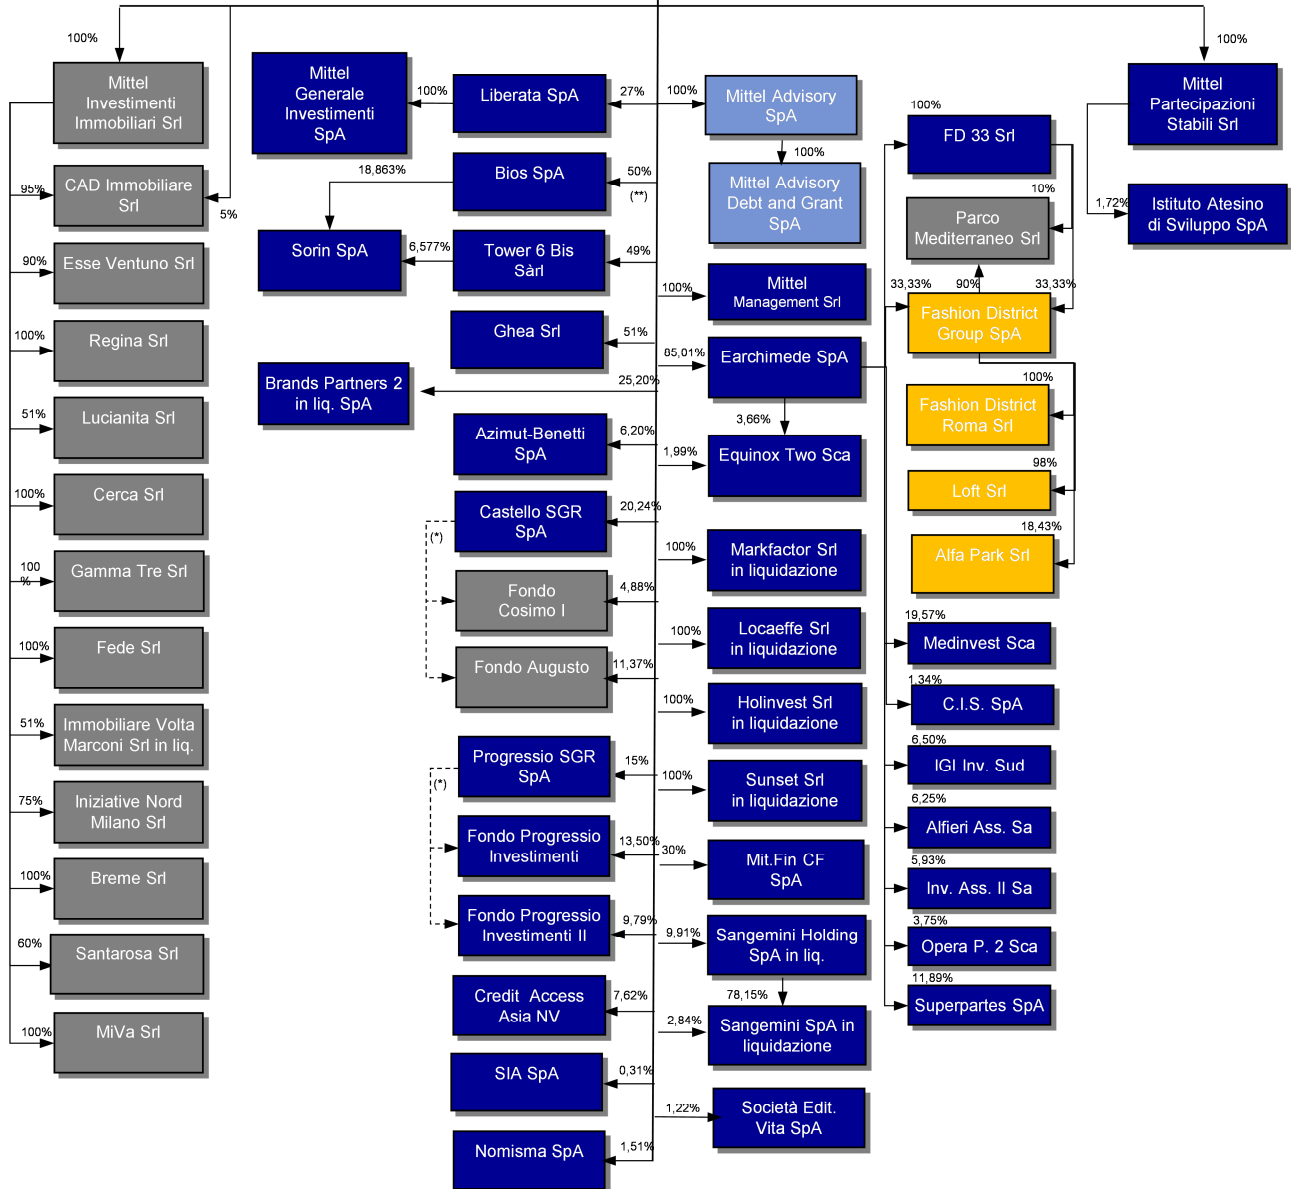 100%
Mittel
Investimenti
Immobiliari Srl
95%
CAD Immobiliare
Srl
5%
90%
Esse Ventuno Srl
100%
Regina Srl
51%
Lucianita Srl
100%
Cerca Srl
100
%
Gamma Tre Srl
100%
Fede Srl
51%
Immobiliare Volta
Marconi Srl in liq.
75%
Iniziative Nord
Milano Srl
100%
Breme Srl
60%
Santarosa Srl
100%
MiVa Srl
Mittel
Generale
Investimenti
SpA
100%
Liberata SpA
27%
18,863%
Bios SpA
50%
(**)
Sorin SpA
6,577%
Tower 6 Bis
Sàrl
49%
Ghea Srl
51%
Brands Partners 2
in liq. SpA
25,20%
Azimut-Benetti
SpA
6,20%
Castello SGR
SpA
20,24%
(*)
Fondo
Cosimo I
4,88%
Fondo Augusto
11,37%
Progressio SGR
SpA
15%
(*)
Fondo Progressio
Investimenti
13,50%
Fondo Progressio
Investimenti II
9,79%
Credit Access
Asia NV
7,62%
SIA SpA
0,31%
Nomisma SpA
1,51%
100%
Mittel Advisory
SpA
100%
Mittel Advisory
Debt and Grant
SpA
100%
Mittel
Management Srl
85,01%
Earchimede SpA
3,66%
1,99%
Equinox Two Sca
100%
Markfactor Srl
in liquidazione
100%
Locaeffe Srl
in liquidazione
100%
Holinvest Srl
in liquidazione
100%
Sunset Srl
in liquidazione
30%
Mit.Fin CF
SpA
9,91%
Sangemini Holding
SpA in liq.
78,15%
2,84%
Sangemini SpA in
liquidazione
1,22%
Società Edit.
Vita SpA
100%
FD 33 Srl
10%
Parco
Mediterraneo Srl
33,33%
90%
33,33%
Fashion District
Group SpA
100%
Fashion District
Roma Srl
98%
Loft Srl
18,43%
Alfa Park Srl
19,57%
Medinvest Sca
1,34%
C.I.S. SpA
6,50%
IGI Inv. Sud
6,25%
Alfieri Ass. Sa
5,93%
Inv. Ass. II Sa
3,75%
Opera P. 2 Sca
11,89%
Superpartes SpA
100%
Mittel
Partecipazioni
Stabili Srl
1,72%
Istituto Atesino
di Sviluppo SpA